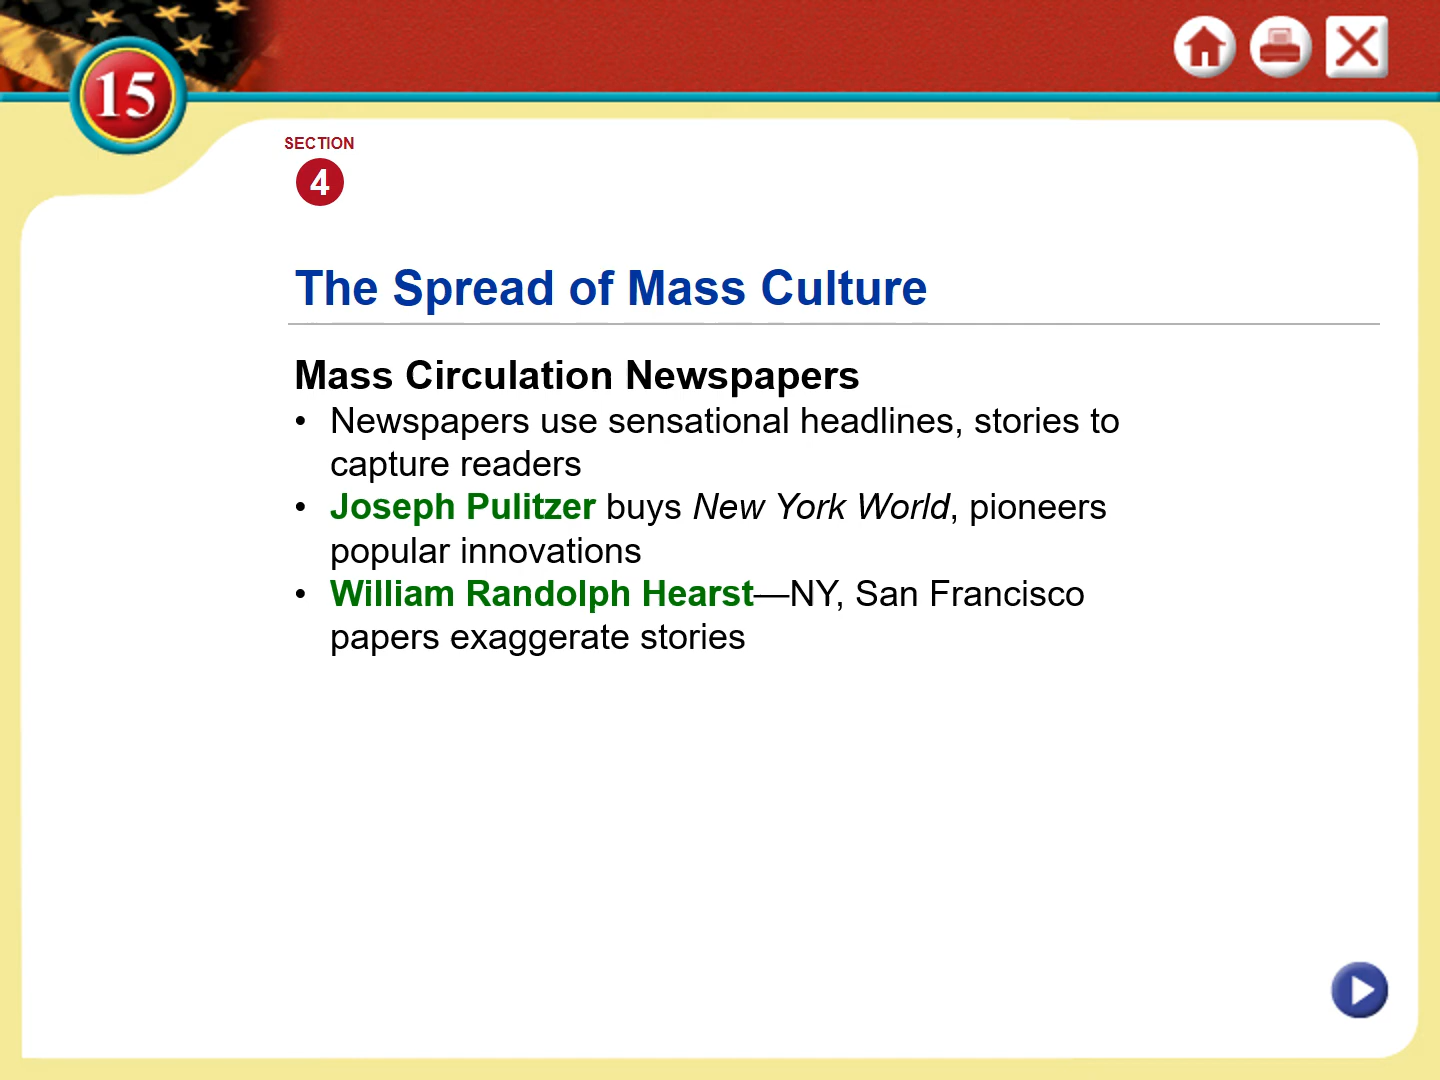 15
SECTION
4
The Spread of Mass Culture
Mass Circulation Newspapers
• Newspapers use sensational headlines, stories to
capture readers
• Joseph Pulitzer buys New York World, pioneers
popular innovations
• William Randolph Hearst—NY, San Francisco
papers exaggerate stories